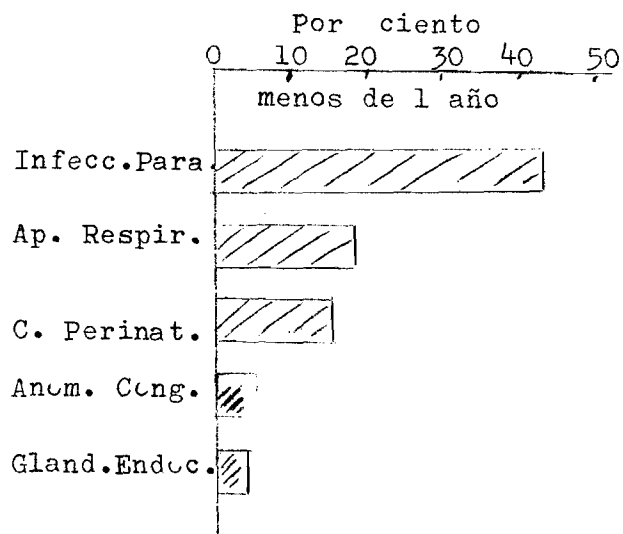 Por ciento
0 10 20 30 40 50
menos de 1 año
Infecc.Para.
Ap. Respir.
C. Perinat.
Anom. Cong.
Gland.Endoc.